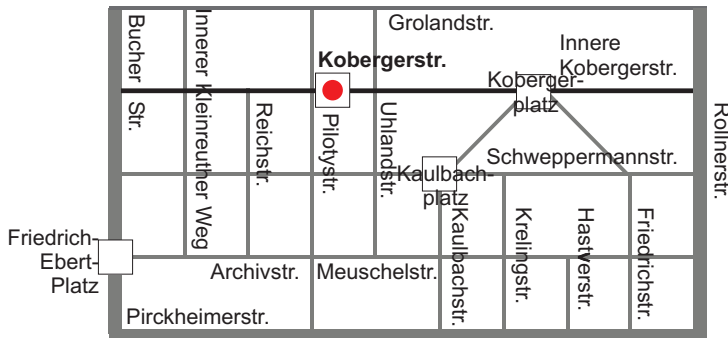 Grolandstr.
Bucher
Str.
Innerer Kleinreuther Weg
Kobergerstr.
Innere
Kobergerstr.
Koberger-
platz
Reichstr.
Pilotystr.
Uhlandstr.
Rollnerstr.
Schweppermannstr.
Kaulbach-
platz
Kaulbachstr.
Krelingstr.
Hastverstr.
Friedrichstr.
Friedrich-
Ebert-
Platz
Archivstr.
Meuschelstr.
Pirckheimerstr.